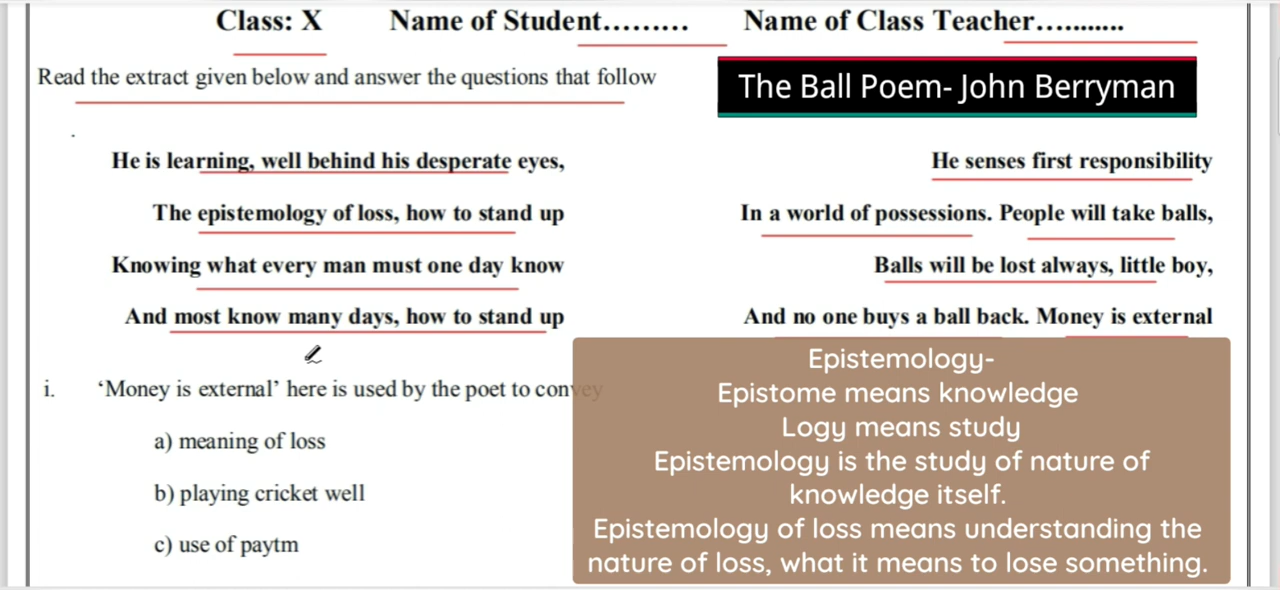 Class: X Name of Student......... Name of Class Teacher...........
Read the extract given below and answer the questions that follow
The Ball Poem- John Berryman
He is learning, well behind his desperate eyes,
The epistemology of loss, how to stand up
Knowing what every man must one day know
And most know many days, how to stand up
He senses first responsibility
In a world of possessions. People will take balls,
Balls will be lost always, little boy,
And no one buys a ball back. Money is external
i. ‘Money is external’ here is used by the poet to convey
a) meaning of loss
b) playing cricket well
c) use of paytm
Epistemology-
Epistome means knowledge
Logy means study
Epistemology is the study of nature of
knowledge itself.
Epistemology of loss means understanding the
nature of loss, what it means to lose something.